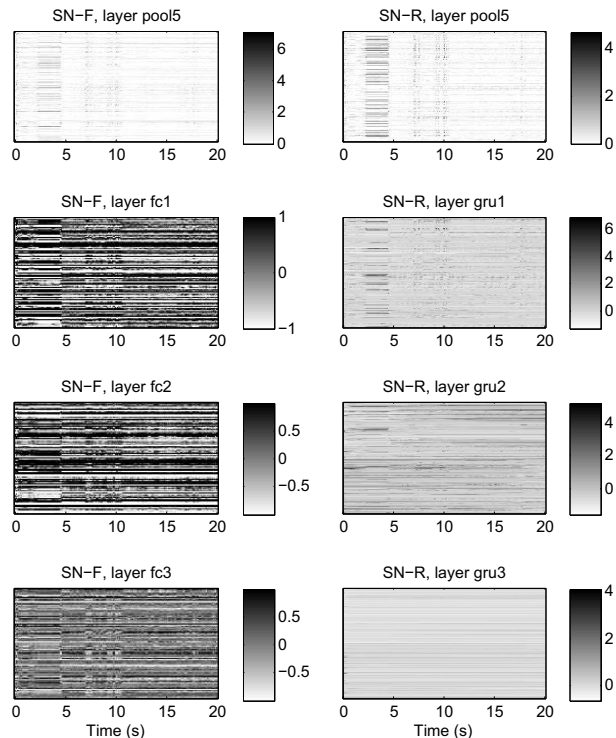 SN−F, layer pool5
SN−R, layer pool5
6
4
2
0
4
2
0
0 5 10 15 20
0 5 10 15 20
SN−F, layer fc1
SN−R, layer gru1
1
0
−1
6
4
2
0
0 5 10 15 20
0 5 10 15 20
SN−F, layer fc2
SN−R, layer gru2
0.5
0
−0.5
4
2
0
0 5 10 15 20
0 5 10 15 20
SN−F, layer fc3
SN−R, layer gru3
0.5
0
−0.5
4
2
0
0 5 10 15 20
0 5 10 15 20
Time (s)
Time (s)